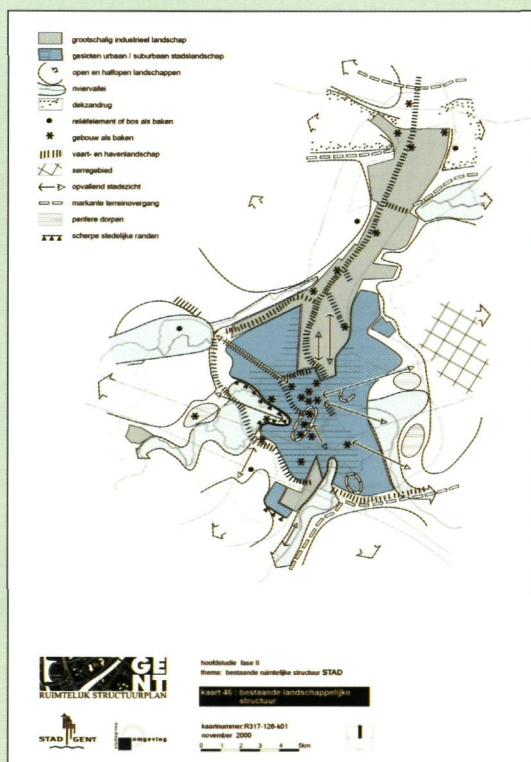 grootschalig industrieel landschap
gesloten urbaan / suburbaan stadslandschap
open en halfopen landschappen
riviervallei
dekzandrug
reliëfelement of bos als baken
gebouw als baken
vaart- en havenlandschap
serregebied
opvallend stadszicht
markante terreinovergang
perifere dorpen
scherpe stedelijke randen
GE
NT
RUIMTELIJK STRUCTUURPLAN
STAD GENT
omgeving
hoofdstudie fase II
thema: bestaande ruimtelijke structuur STAD
kaart 46 : bestaande landschappelijke
structuur
kaartnummer:R317-126-k01
november 2000
0 1 2 3 4 5km